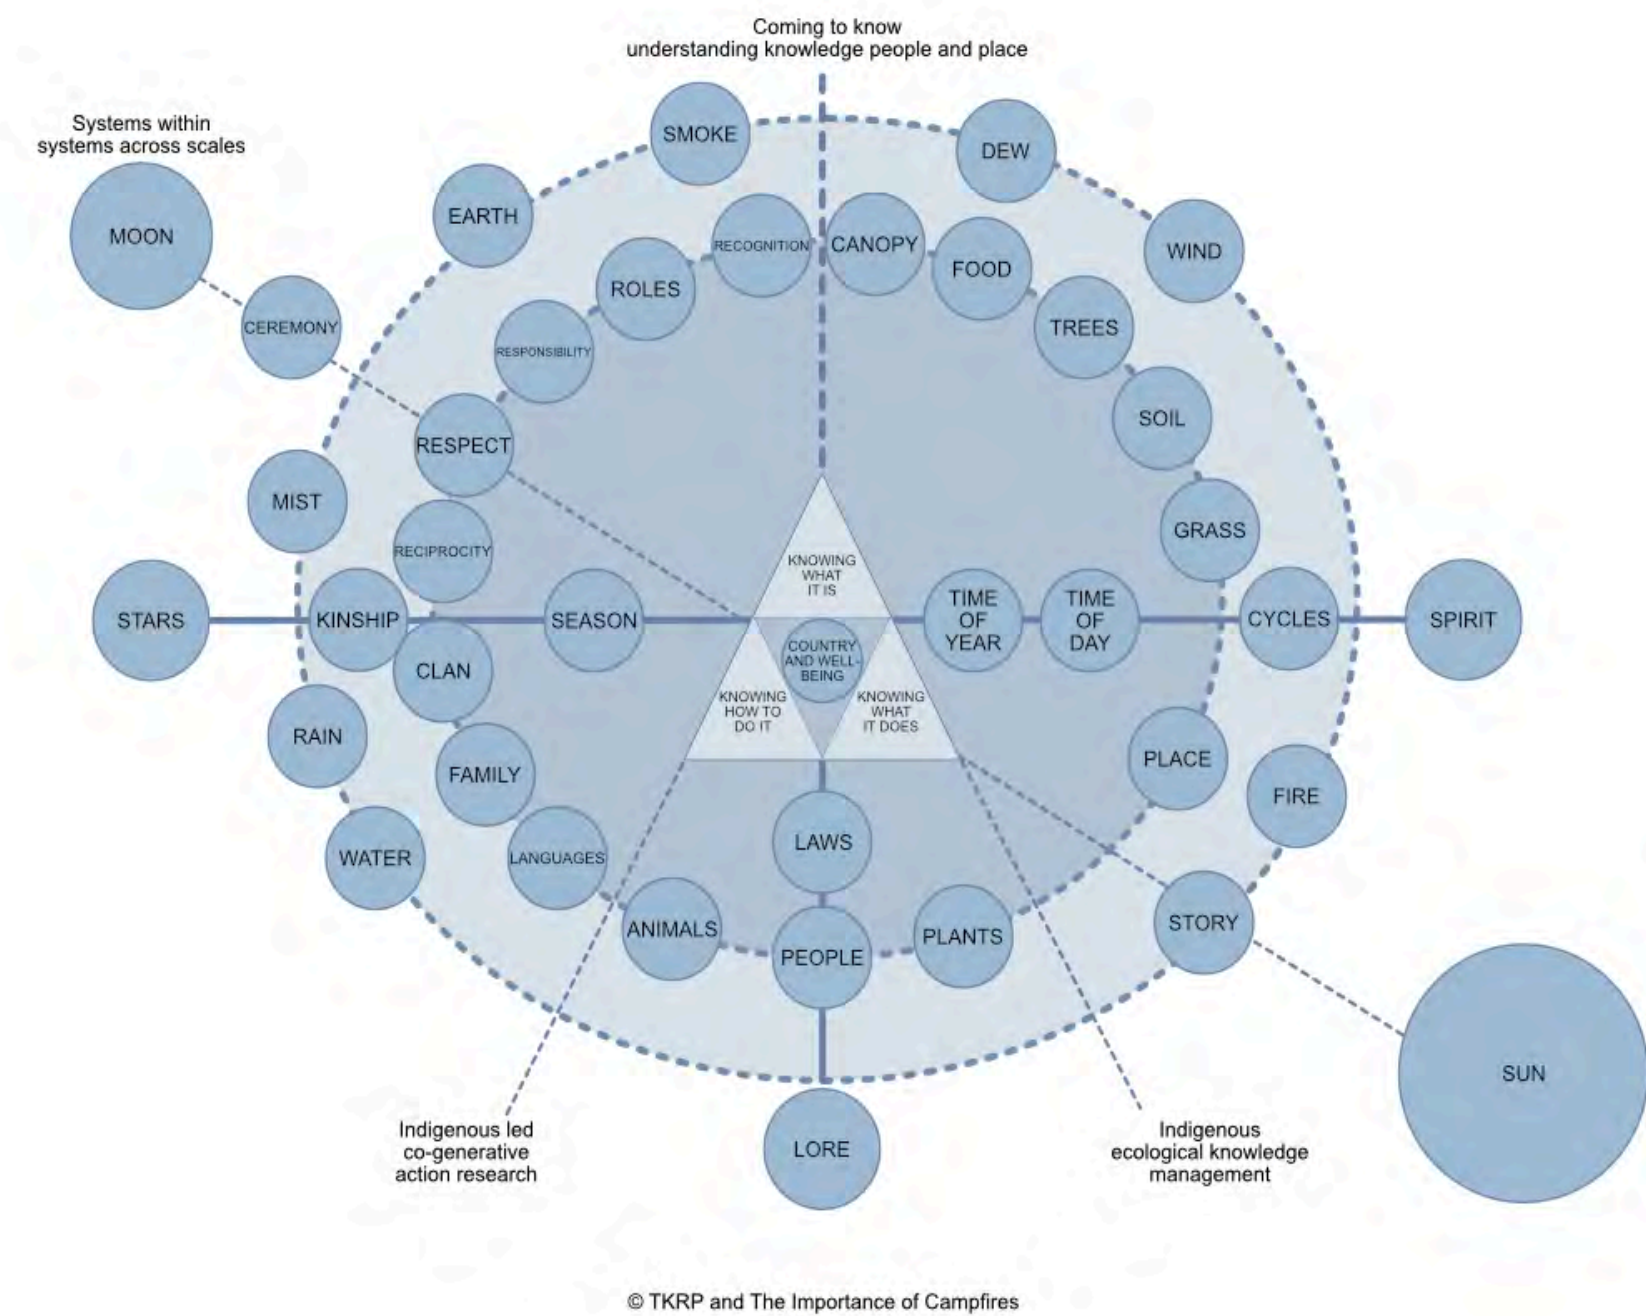 Coming to know
understanding knowledge people and place
Systems within
systems across scales
SMOKE
DEW
EARTH
MOON
RECOGNITION
CANOPY
WIND
FOOD
ROLES
CEREMONY
TREES
RESPONSIBILITY
SOIL
RESPECT
MIST
GRASS
RECIPROCITY
KNOWING
WHAT
IT IS
STARS
KINSHIP
SEASON
TIME
OF
YEAR
TIME
OF
DAY
CYCLES
SPIRIT
COUNTRY
AND WELL-
BEING
CLAN
KNOWING
HOW TO
DO IT
KNOWING
WHAT
IT DOES
RAIN
PLACE
FAMILY
FIRE
LAWS
WATER
LANGUAGES
STORY
ANIMALS
PLANTS
PEOPLE
SUN
Indigenous led
co-generative
action research
LORE
Indigenous
ecological knowledge
management
© TKRP and The Importance of Campfires